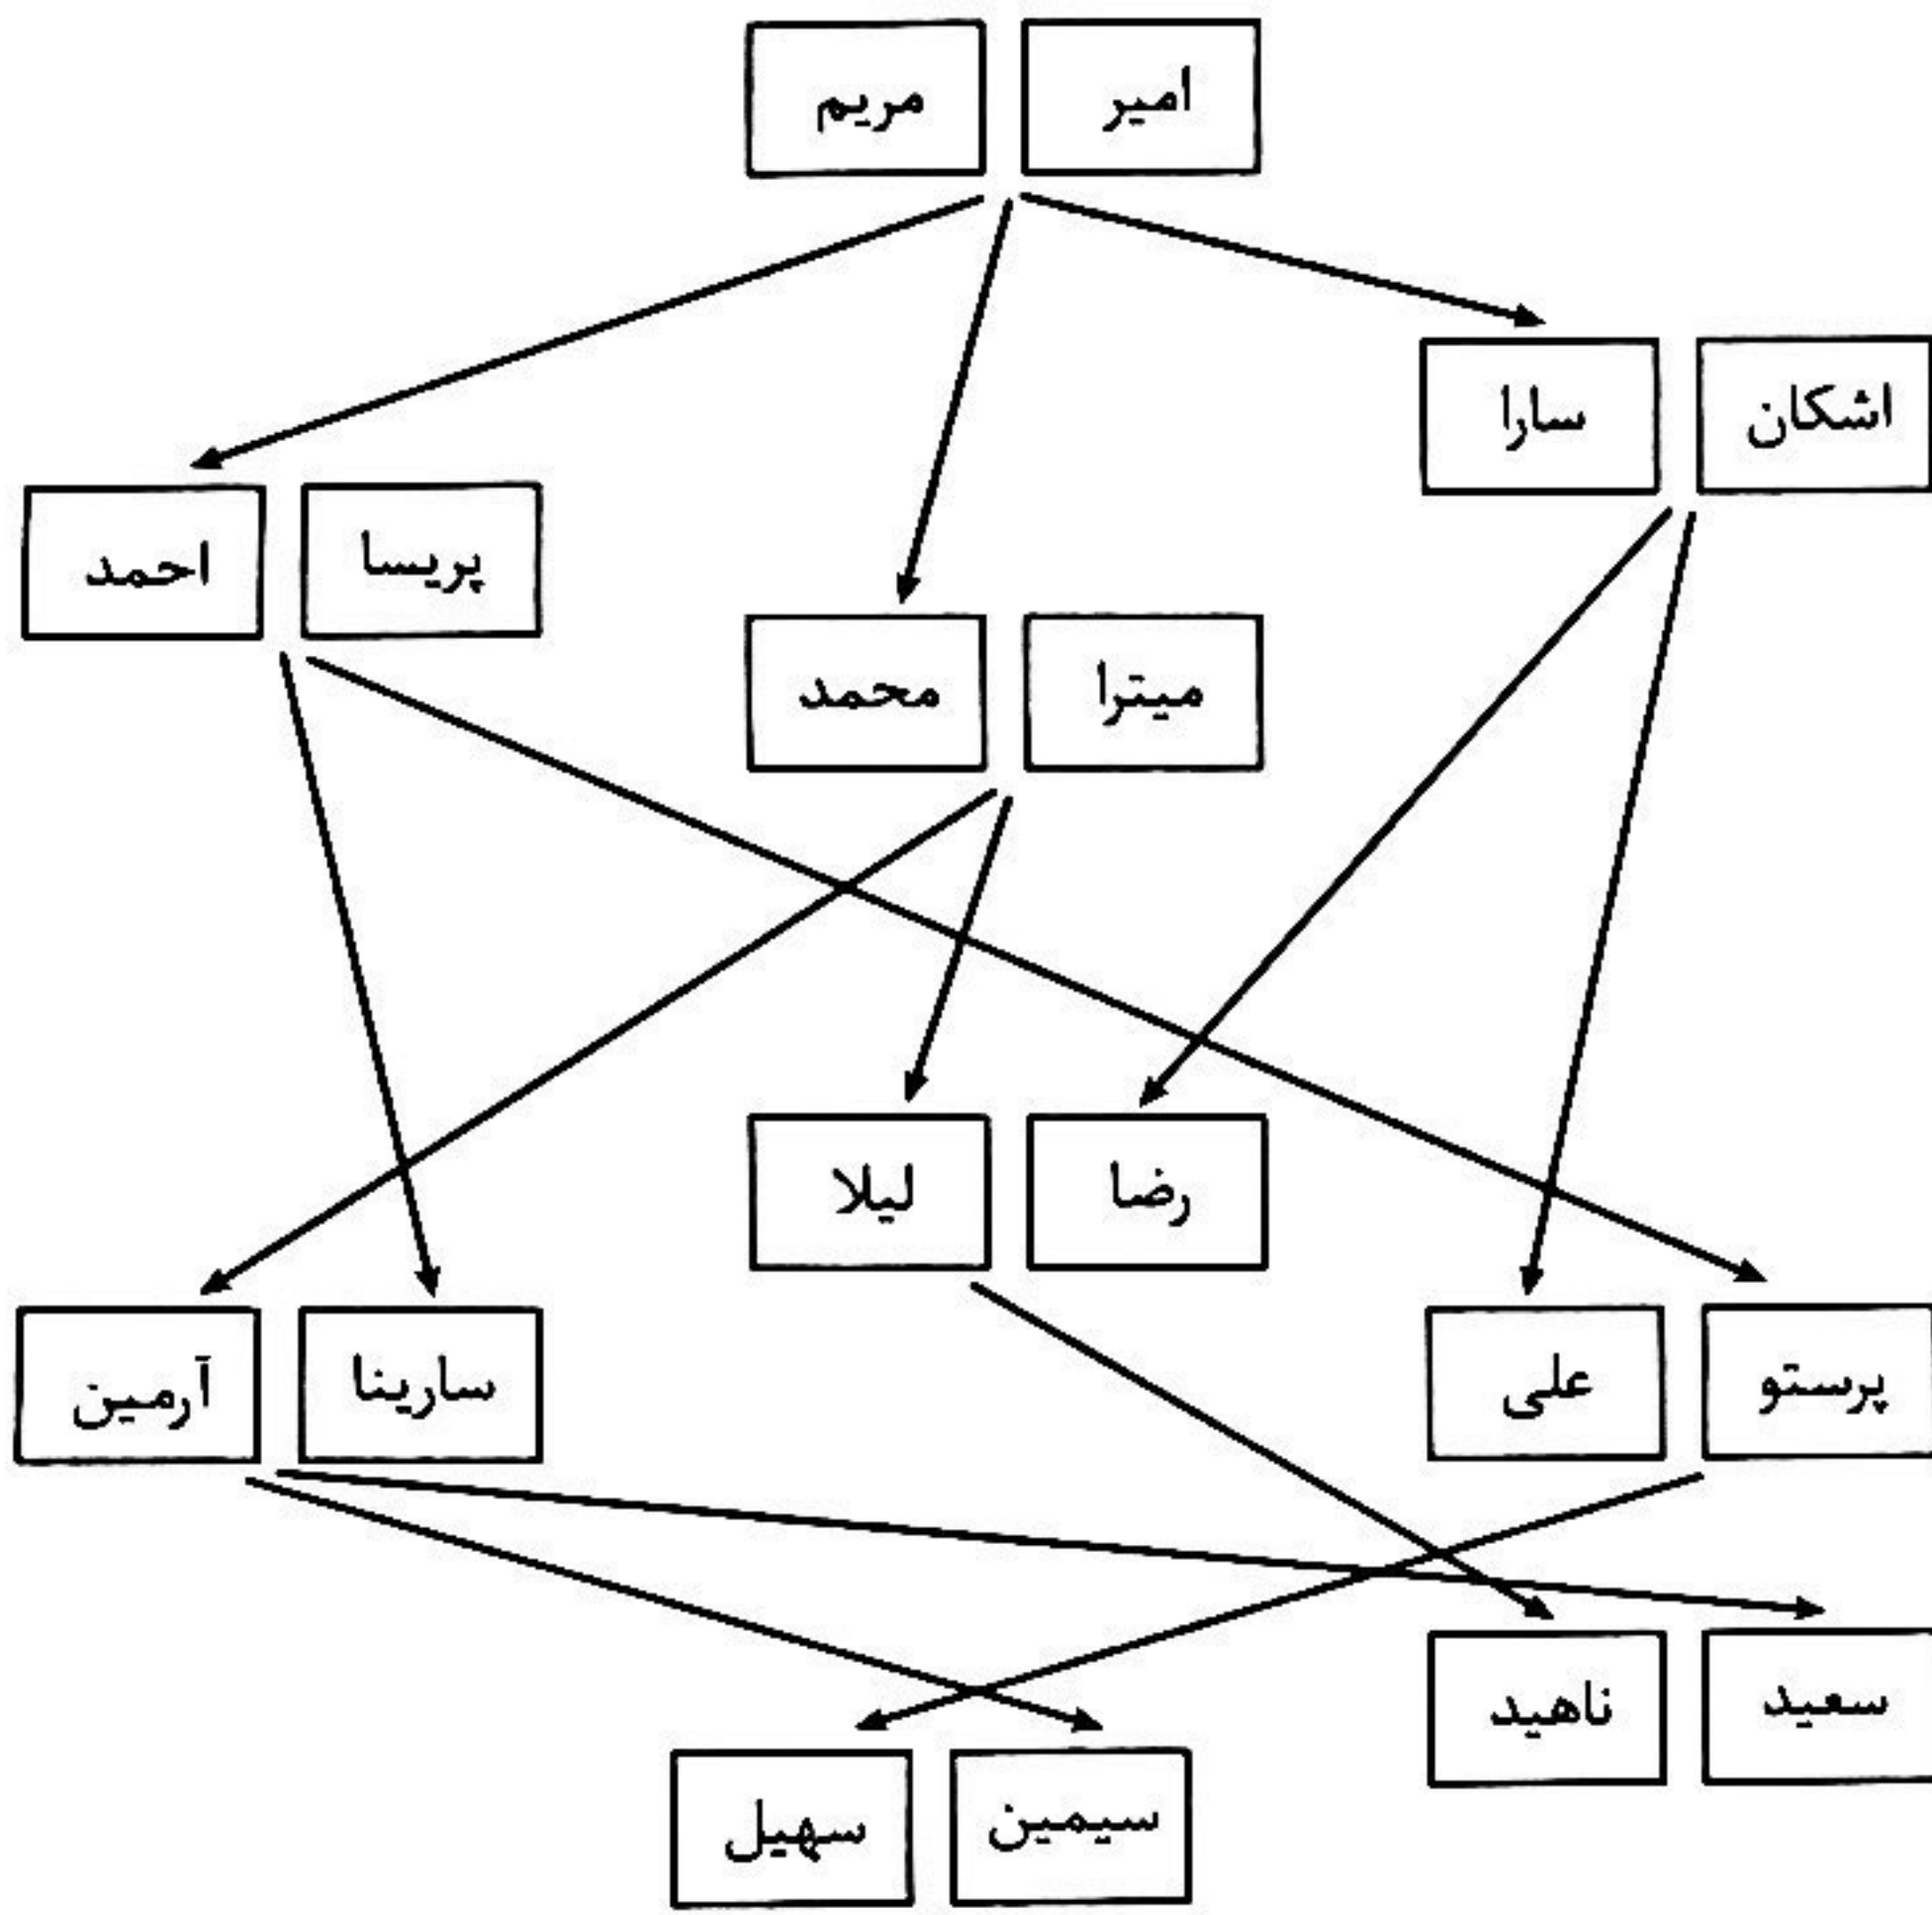 امیر
مریم
اشکان
سارا
پریسا
احمد
میترا
محمد
رضا
لیلا
پرستو
علی
سارینا
آرمین
سعید
ناهید
سیمین
سهیل